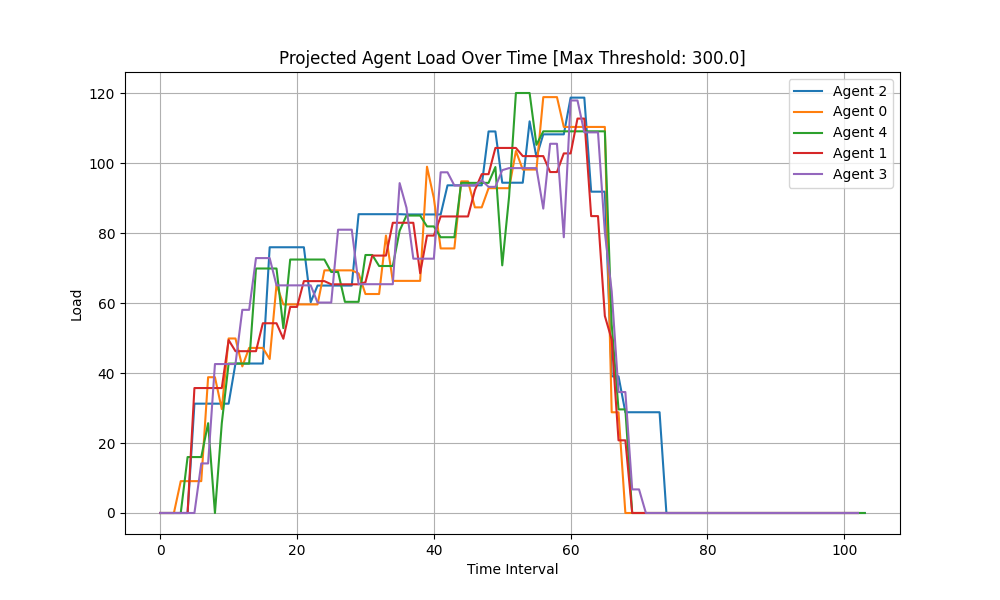 Projected Agent Load Over Time [Max Threshold: 300.0]
Agent 2
Agent 0
Agent 4
Agent 1
Agent 3
120
100
80
60
40
20
0
Load
0 20 40 60 80 100
Time Interval